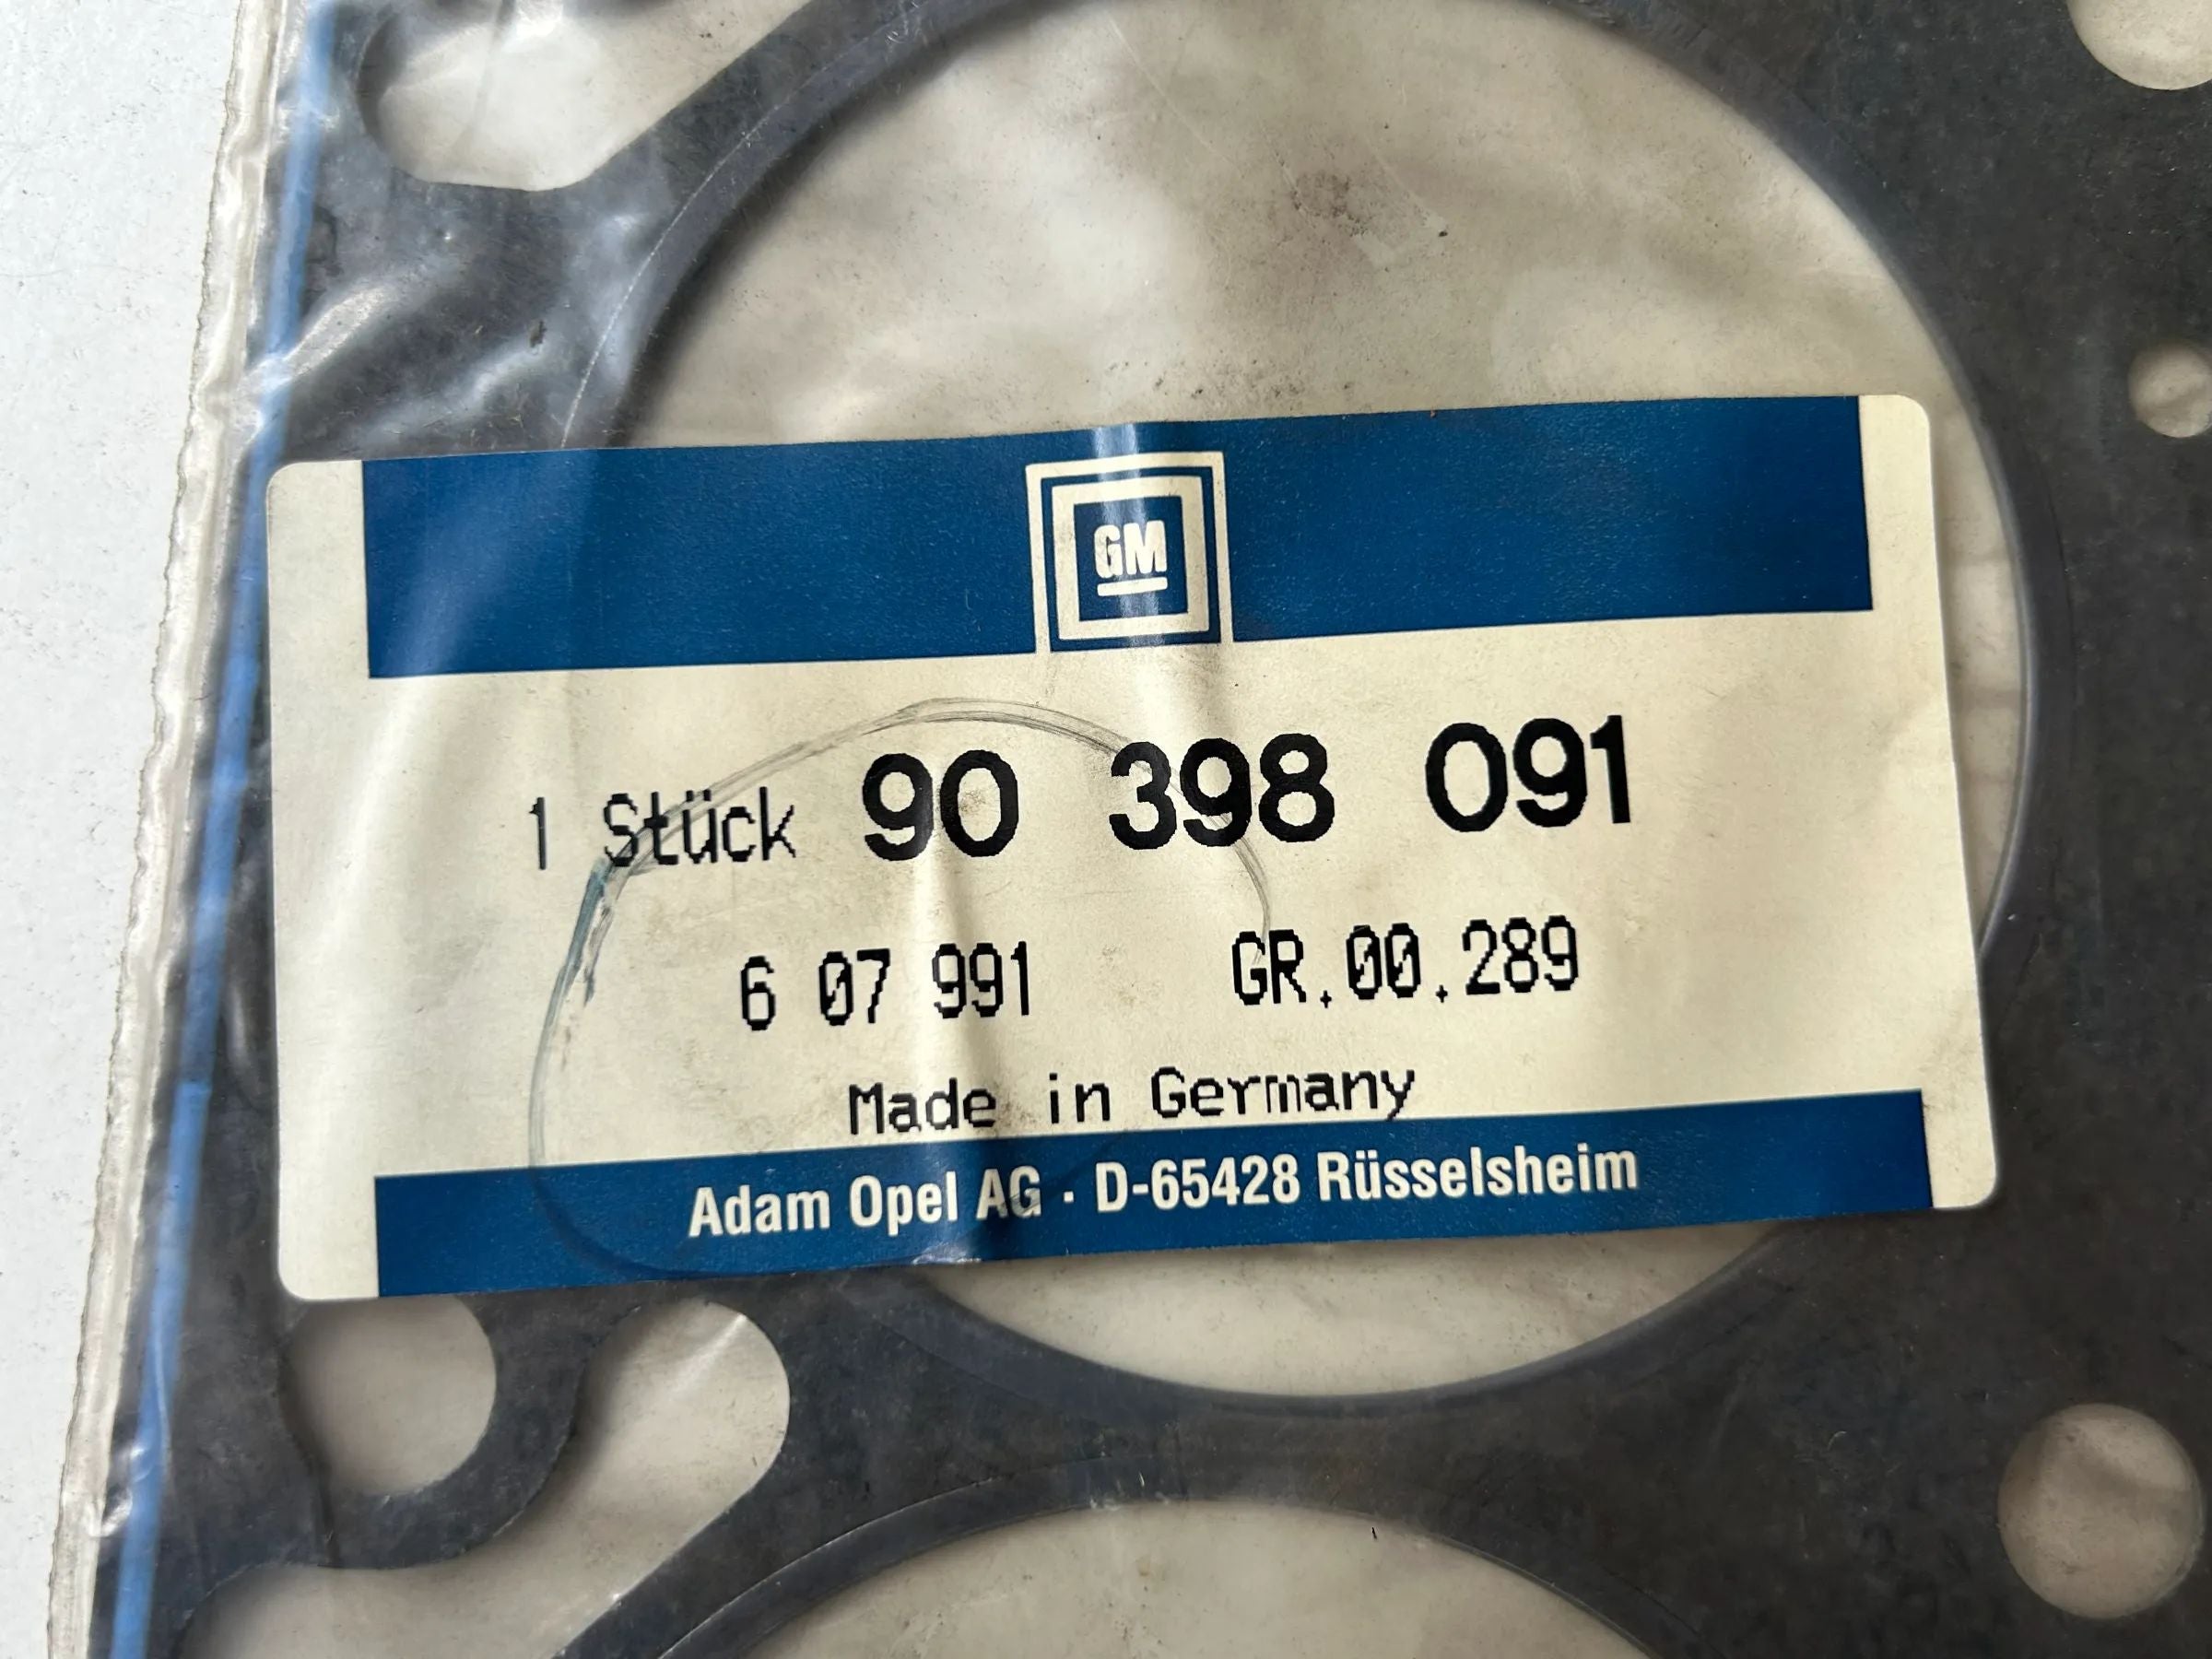 GM
1 Stück 90 398 091
6 07 991 GR.00.289
Made in Germany
Adam Opel AG · D-65428 Rüsselsheim